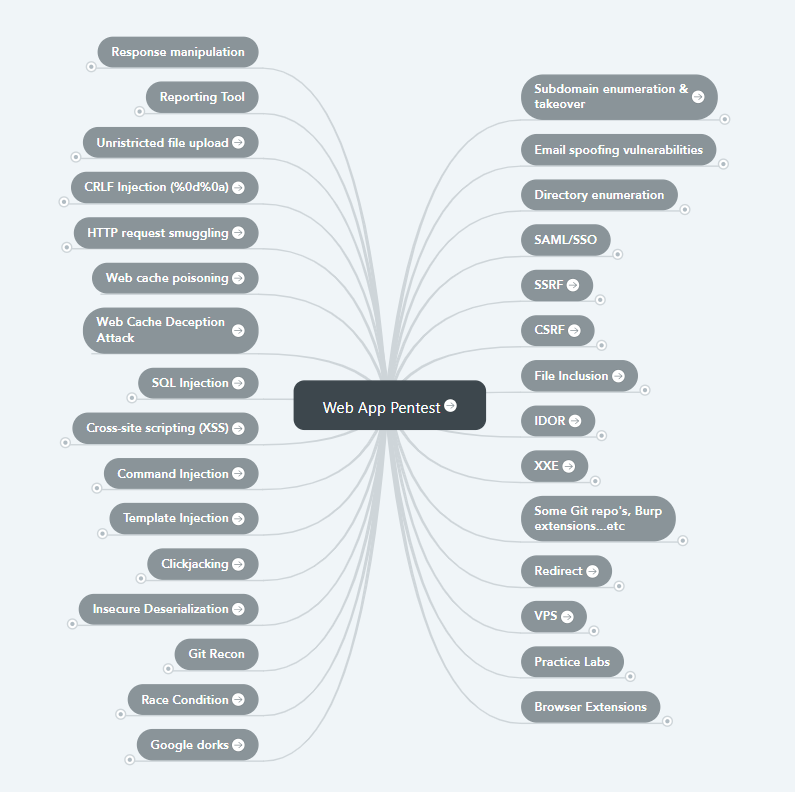 Response manipulation
Reporting Tool
Unristricted file upload
CRLF Injection (%0d%0a)
HTTP request smuggling
Web cache poisoning
Web Cache Deception
Attack
SQL Injection
Cross-site scripting (XSS)
Command Injection
Template Injection
Clickjacking
Insecure Deserialization
Git Recon
Race Condition
Google dorks
Web App Pentest
Subdomain enumeration &
takeover
Email spoofing vulnerabilities
Directory enumeration
SAML/SSO
SSRF
CSRF
File Inclusion
IDOR
XXE
Some Git repo's, Burp
extensions...etc
Redirect
VPS
Practice Labs
Browser Extensions